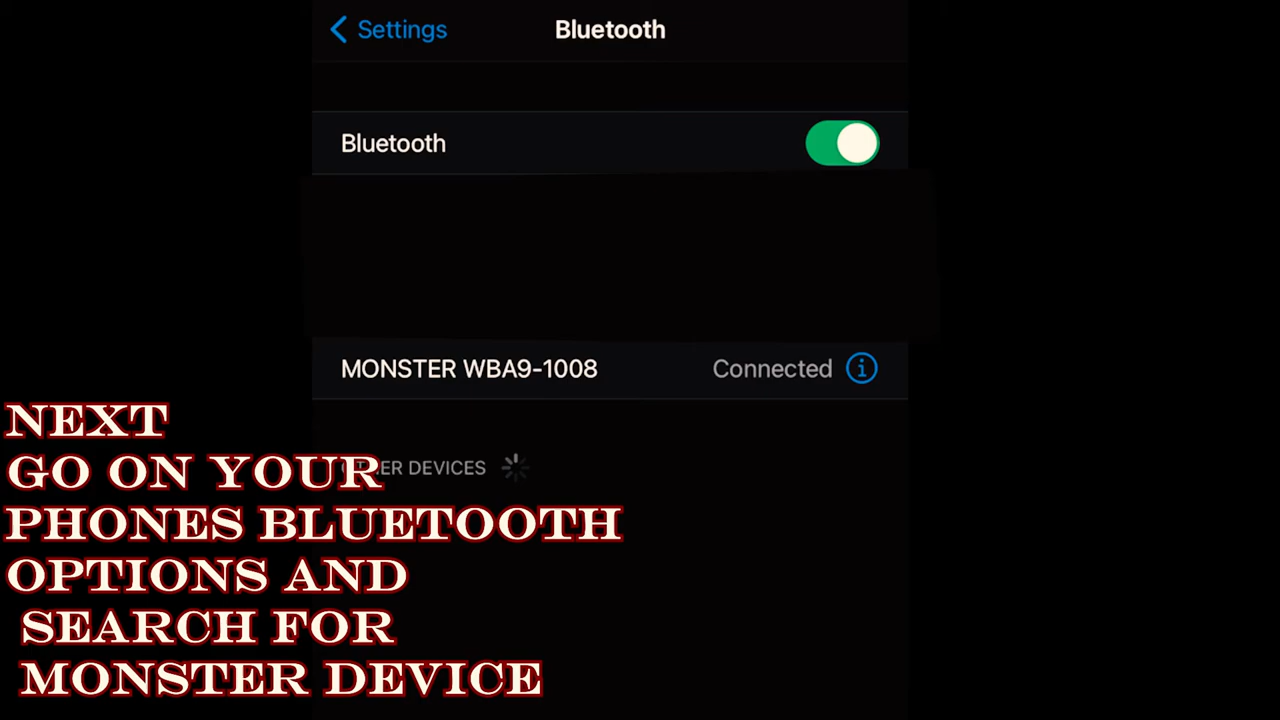 Settings
Bluetooth
Bluetooth
MONSTER WBA9-1008
Connected
DEVICES
NEXT
GO ON YOUR
PHONES BLUETOOTH
OPTIONS AND
SEARCH FOR
MONSTER DEVICE